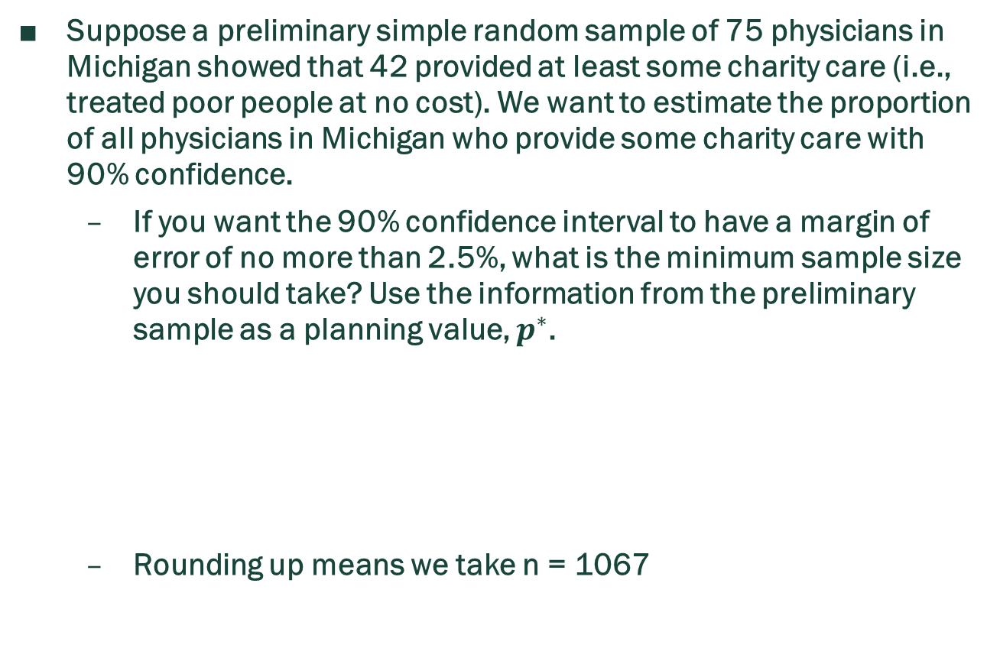 ■ Suppose a preliminary simple random sample of 75 physicians in
Michigan showed that 42 provided at least some charity care (i.e.,
treated poor people at no cost). We want to estimate the proportion
of all physicians in Michigan who provide some charity care with
90% confidence.
– If you want the 90% confidence interval to have a margin of
error of no more than 2.5%, what is the minimum sample size
you should take? Use the information from the preliminary
sample as a planning value, p*.
– Rounding up means we take n = 1067